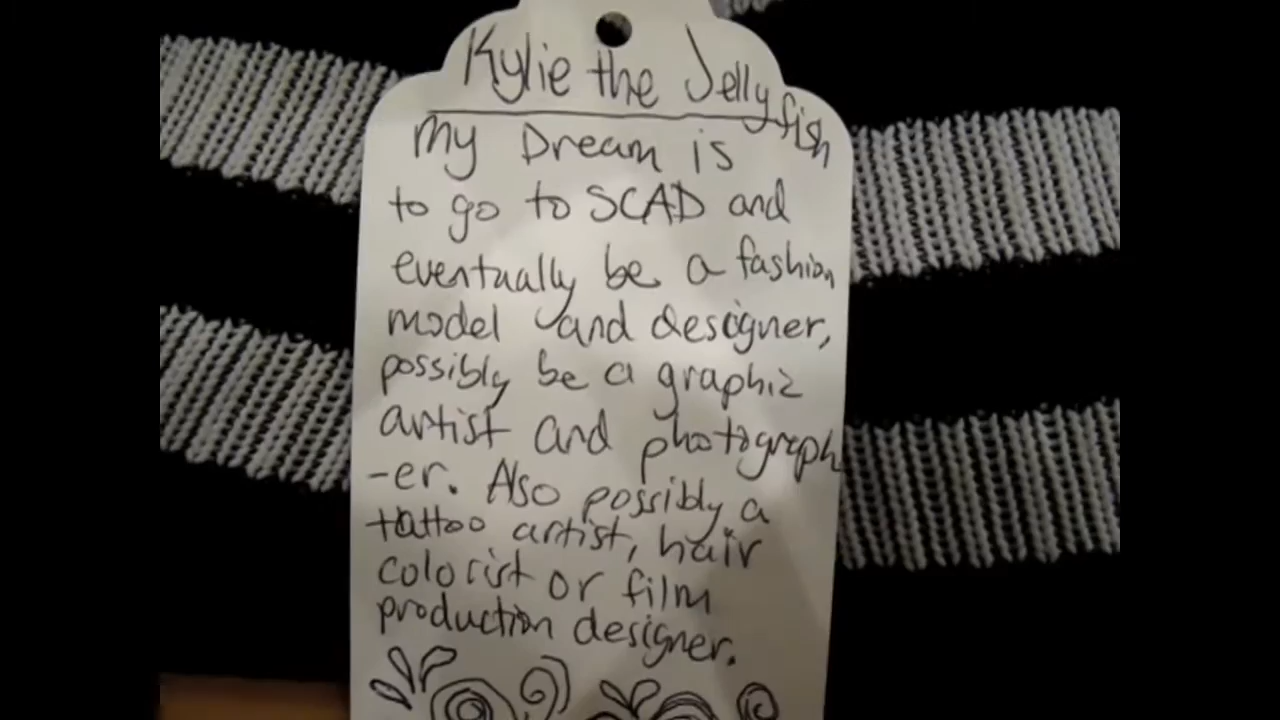 Kylie the Jellyfish
My Dream is
to go to SCAD and
eventually be a fashion
model and designer,
possibly be a graphic
artist and photograph
-er. Also possibly a
tattoo artist, hair
colorist or film
production designer.